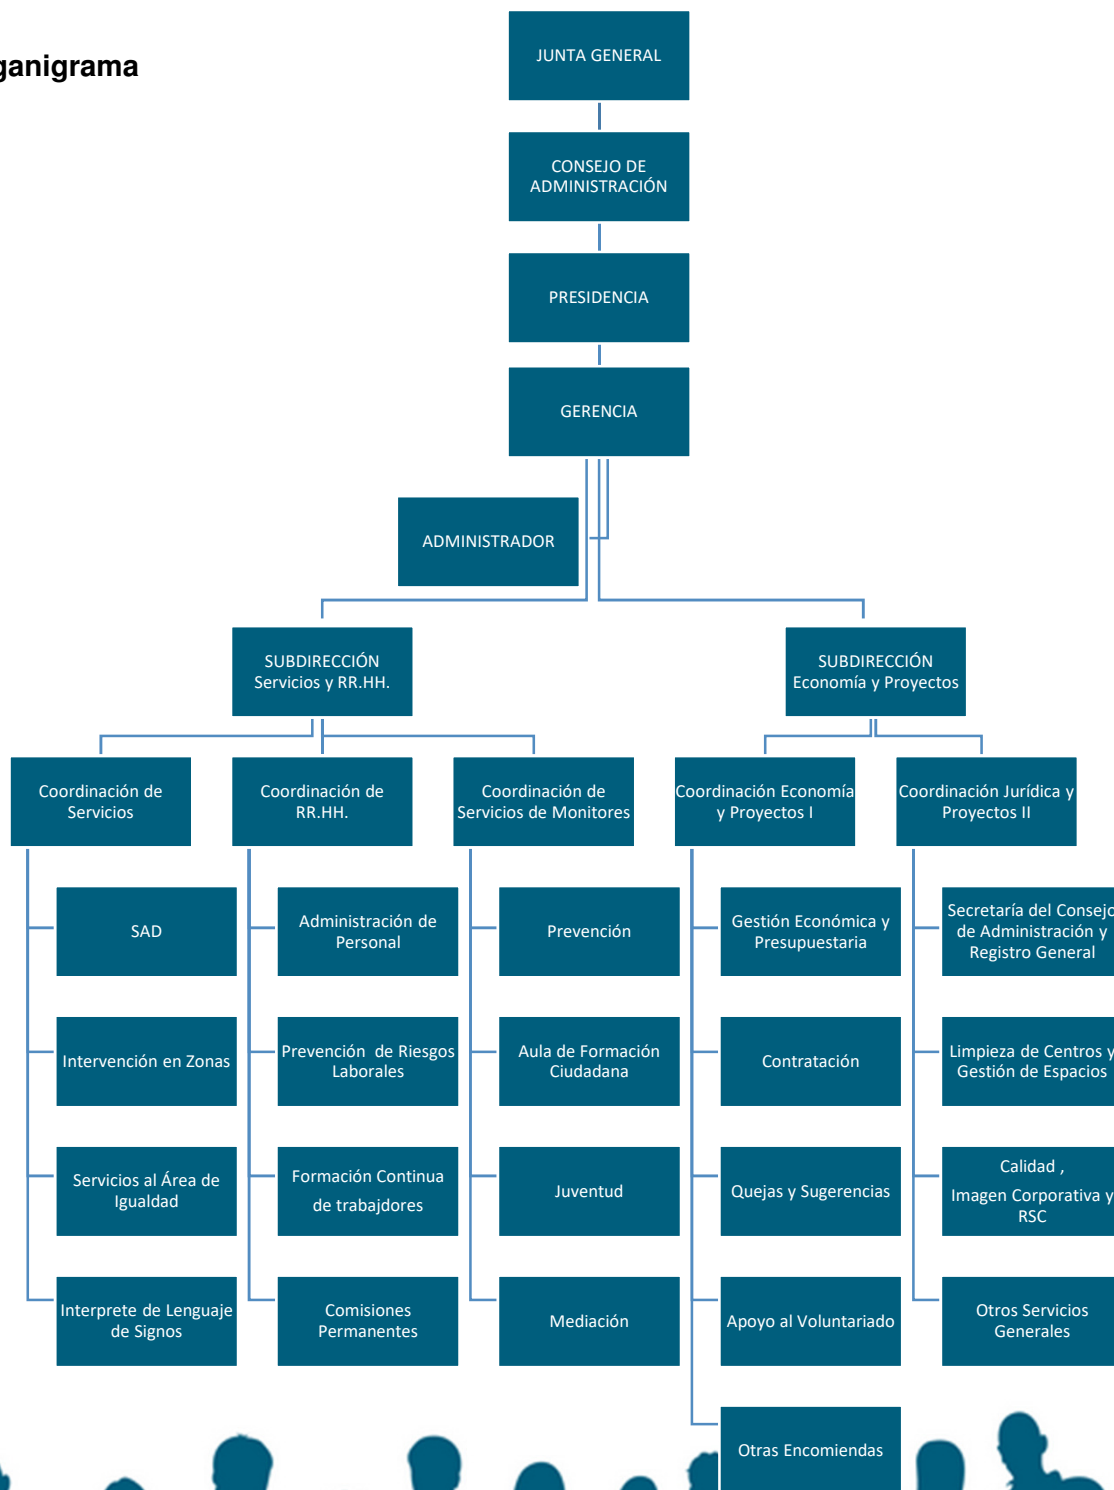 ganigrama
JUNTA GENERAL
CONSEJO DE
ADMINISTRACIÓN
PRESIDENCIA
GERENCIA
ADMINISTRADOR
SUBDIRECCIÓN
Servicios y RR.HH.
SUBDIRECCIÓN
Economía y Proyectos
Coordinación de
Servicios
Coordinación de
RR.HH.
Coordinación de
Servicios de Monitores
Coordinación Economía
y Proyectos I
Coordinación Jurídica y
Proyectos II
SAD
Intervención en Zonas
Servicios al Área de
Igualdad
Interprete de Lenguaje
de Signos
Administración de
Personal
Prevención  de Riesgos
Laborales
Formación Continua
de trabajdores
Comisiones
Permanentes
Prevención
Aula de Formación
Ciudadana
Juventud
Mediación
Gestión Económica y
Presupuestaria
Contratación
Quejas y Sugerencias
Apoyo al Voluntariado
Otras Encomiendas
Secretaría del Consejo
de Administración y
Registro General
Limpieza de Centros y
Gestión de Espacios
Calidad ,
Imagen Corporativa y
RSC
Otros Servicios
Generales